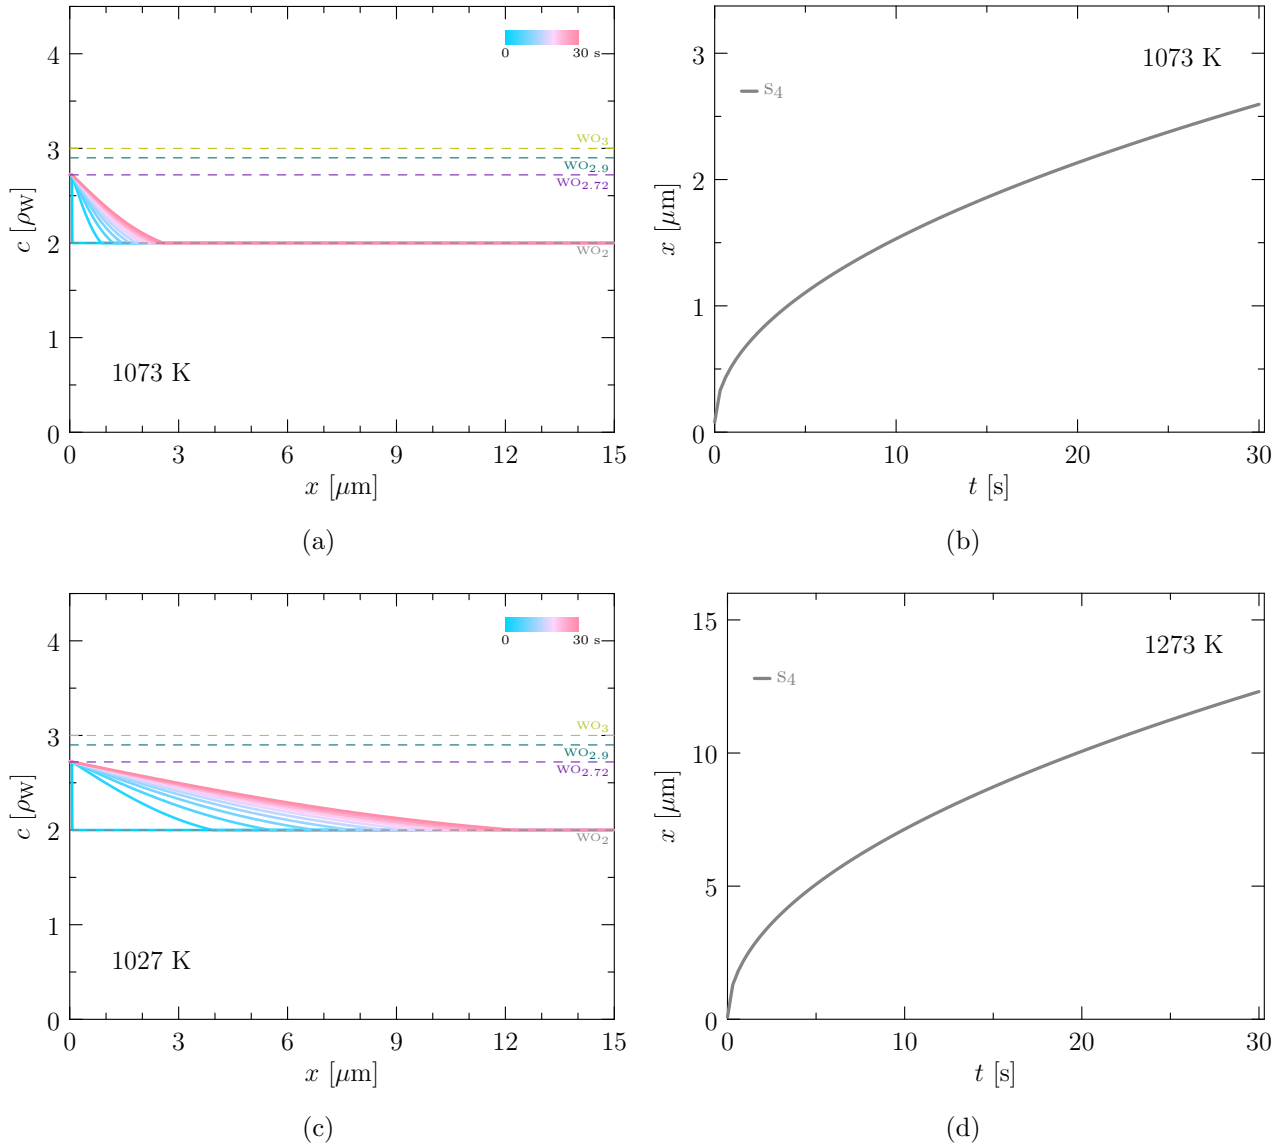 4
3
2
1
0
c [ρw]
0 30 s
WO3
WO2.9
WO2.72
WO2
1073 K
0 3 6 9 12 15
x [μm]
(a)
3
2
1
0
x [μm]
1073 K
s4
0 10 20 30
t [s]
(b)
4
3
2
1
0
c [ρw]
0 30 s
WO3
WO2.9
WO2.72
WO2
1027 K
0 3 6 9 12 15
x [μm]
(c)
15
10
5
0
x [μm]
1273 K
s4
0 10 20 30
t [s]
(d)